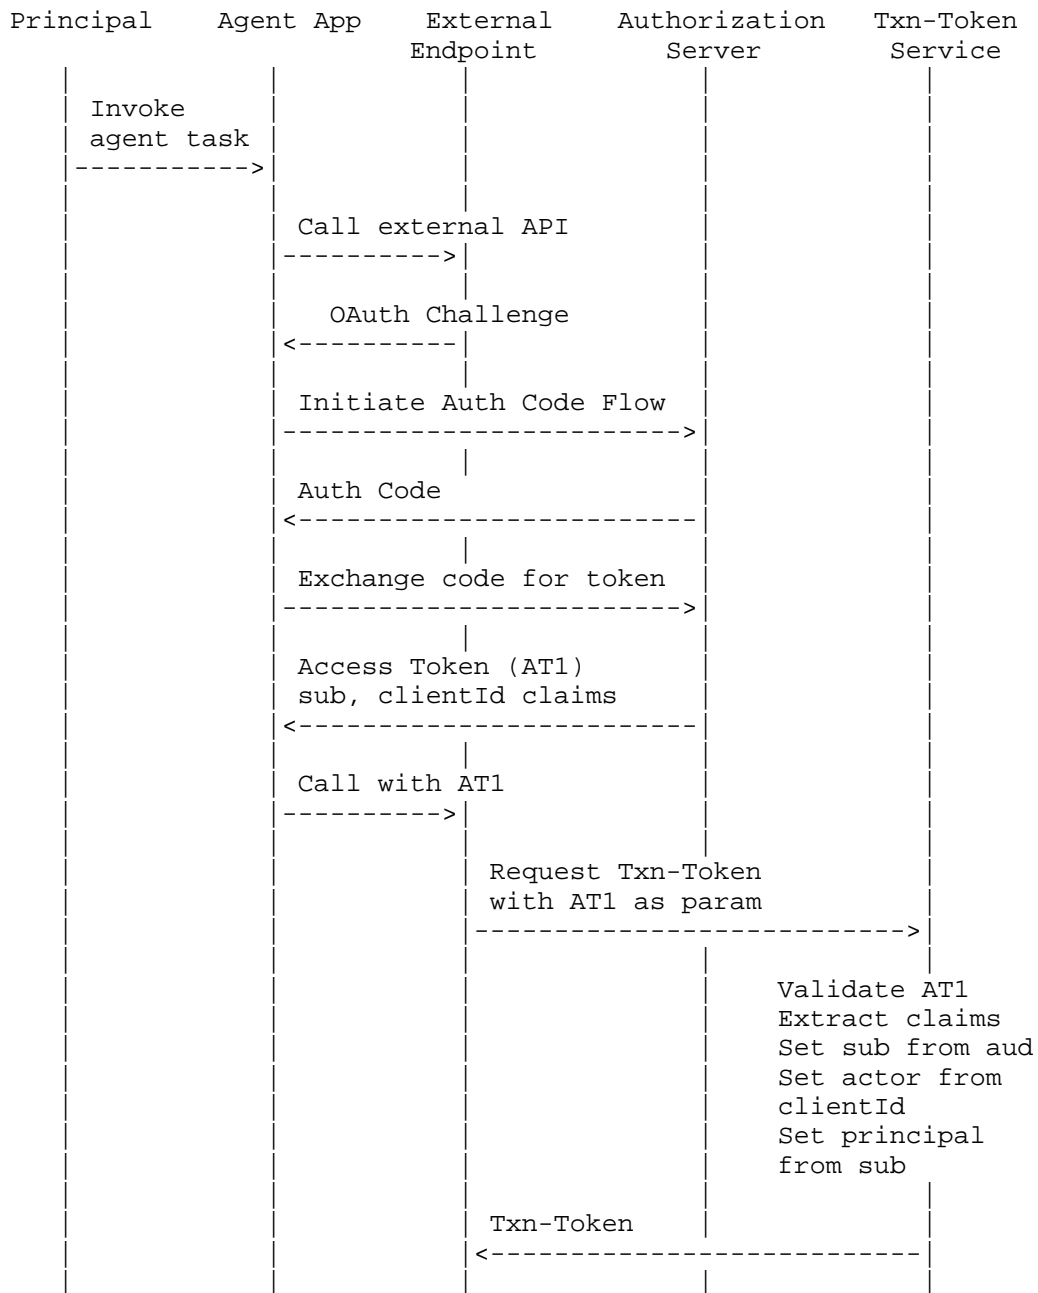 Principal    Agent App    External    Authorization    Txn-Token
Endpoint    Server    Service
Invoke
agent task
----------->
Call external API
---------->
OAuth Challenge
<----------
Initiate Auth Code Flow
------------------------->
Auth Code
<-------------------------
Exchange code for token
------------------------->
Access Token (AT1)
sub, clientId claims
<-------------------------
Call with AT1
---------->
Request Txn-Token
with AT1 as param
--------------------------->
Validate AT1
Extract claims
Set sub from aud
Set actor from
clientId
Set principal
from sub
Txn-Token
<---------------------------